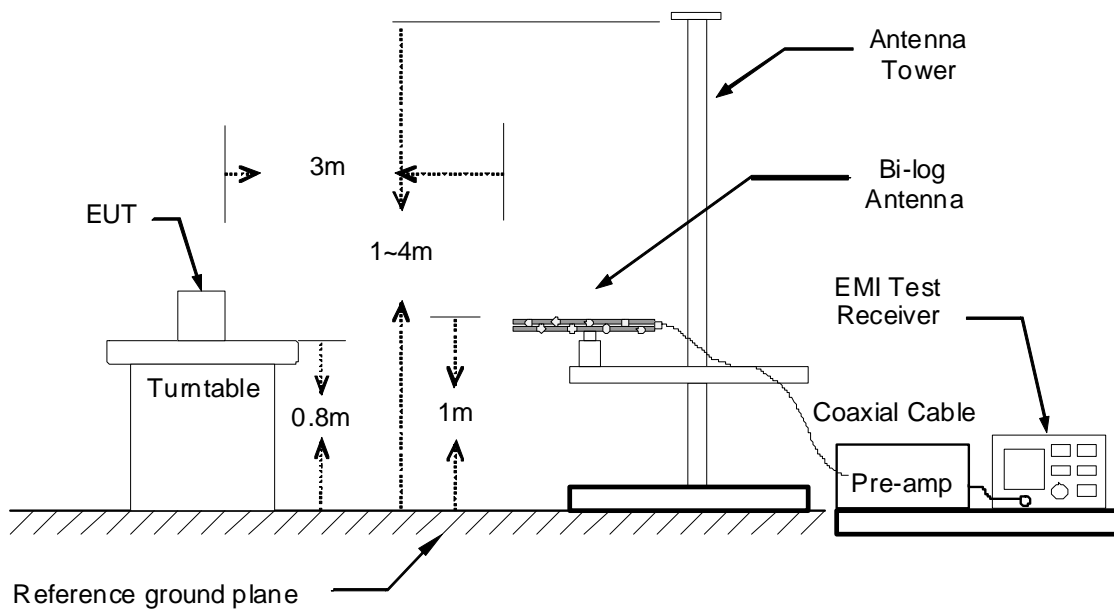 Antenna
Tower
3m
Bi-log
Antenna
EUT
1~4m
EMI Test
Receiver
Turntable
0.8m
1m
Coaxial Cable
Pre-amp
Reference ground plane